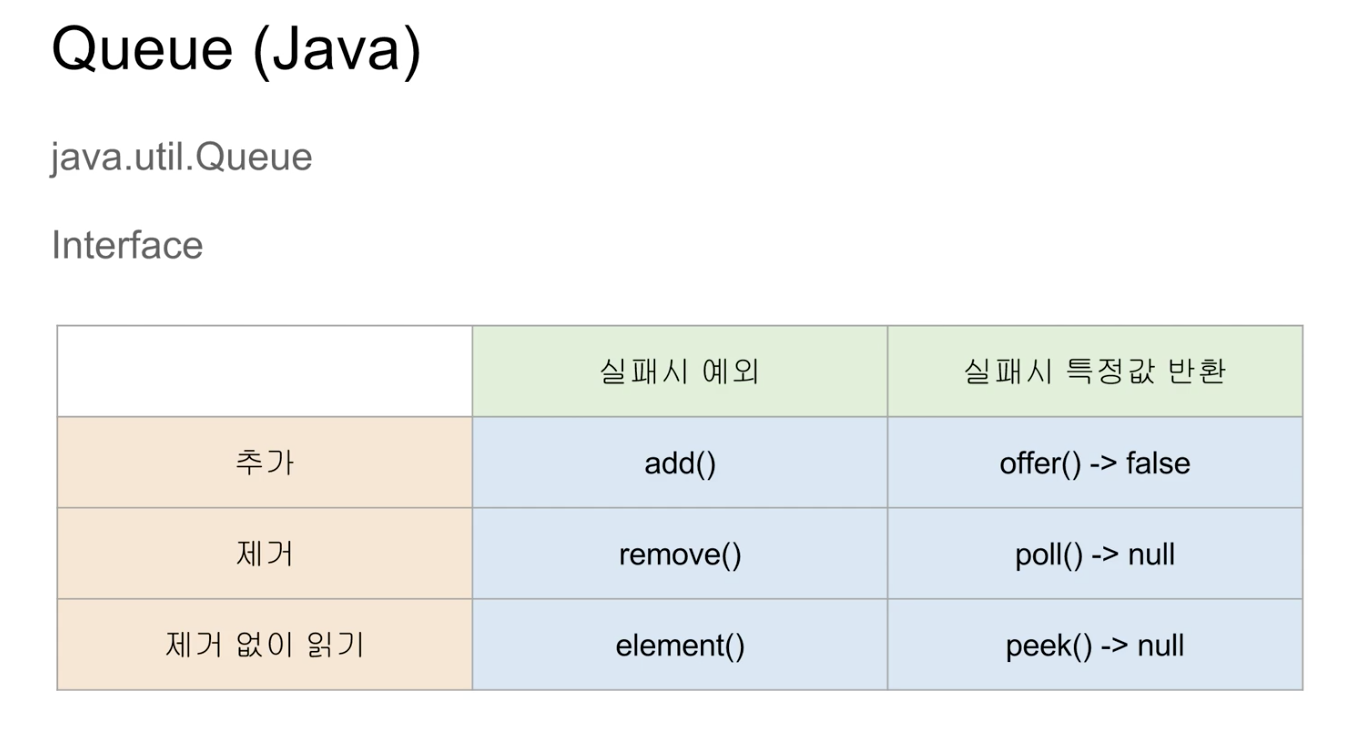 Queue (Java)
java.util.Queue
Interface
실패시 예외 실패시 특정값 반환
추가 add() offer() -> false
제거 remove() poll() -> null
제거 없이 읽기 element() peek() -> null